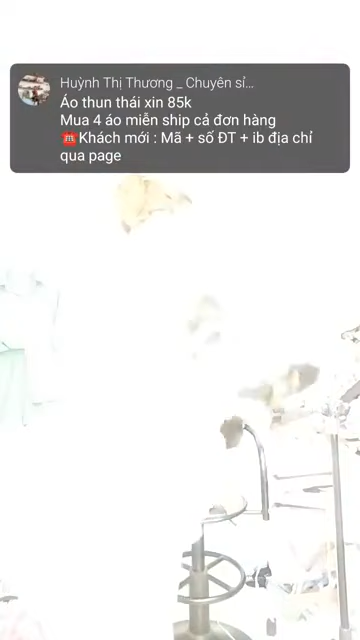 Huỳnh Thị Thương _ Chuyên sỉ...
Áo thun thái xin 85k
Mua 4 áo miễn ship cả đơn hàng
☎️Khách mới : Mã + số ĐT + ib địa chỉ
qua page